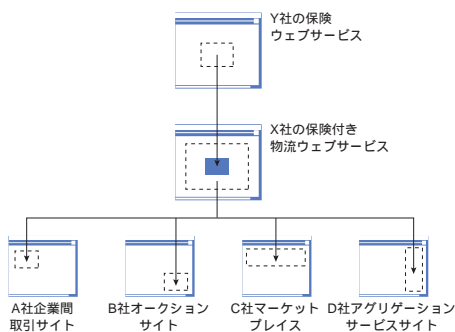 Y社の保険
ウェブサービス
X社の保険付き
物流ウェブサービス
A社企業間
取引サイト
B社オークション
サイト
C社マーケット
プレイス
D社アグリゲーション
サービスサイト